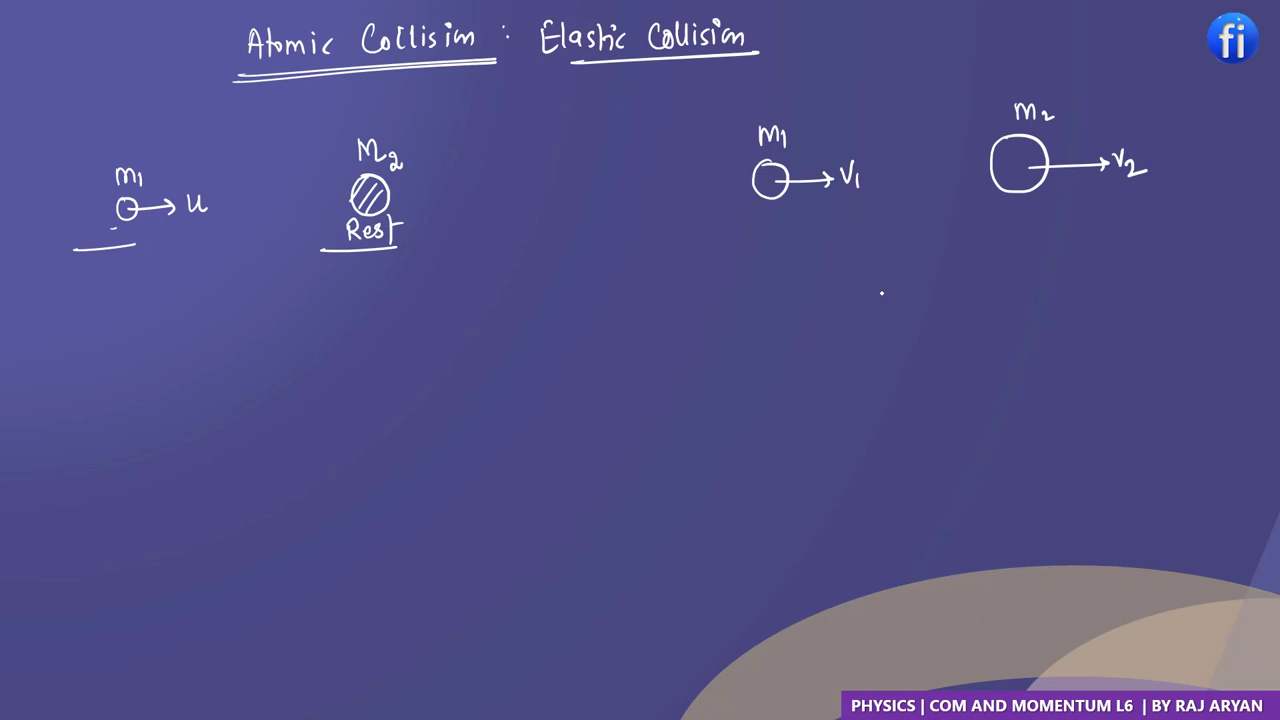 Atomic Collision : Elastic Collision
fi
m1
u
M2
Rest
m1
V1
m2
V2
PHYSICS | COM AND MOMENTUM L6 | BY RAJ ARYAN